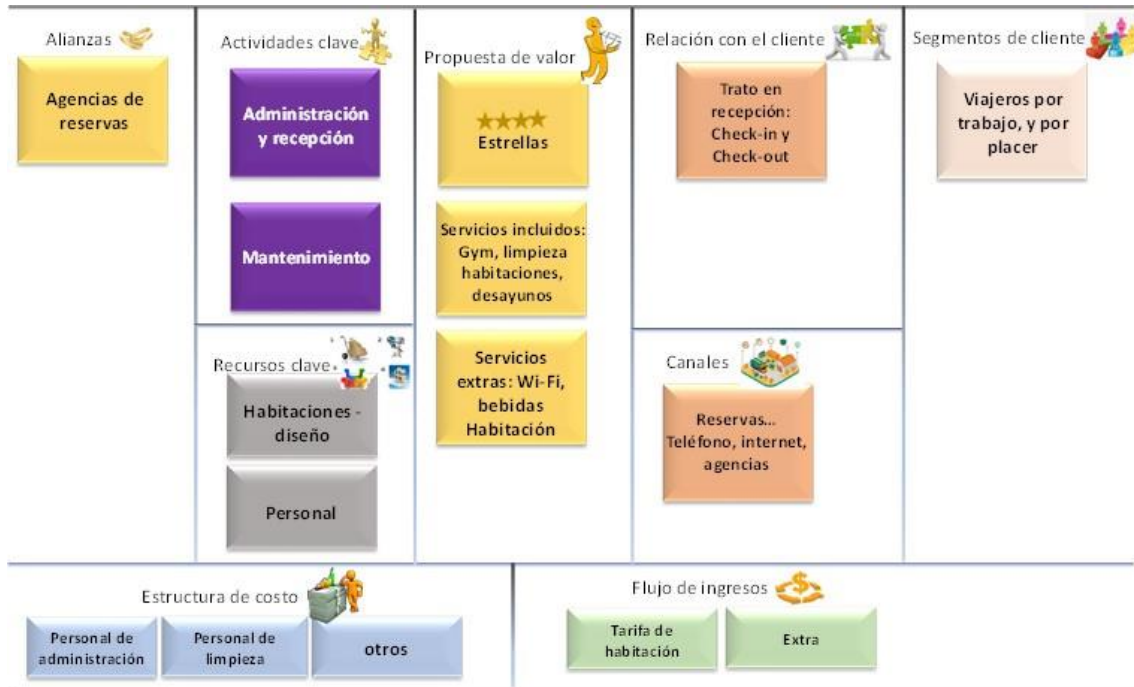 Alianzas
Agencias de
reservas
Actividades clave
Administración
y recepción
Mantenimiento
Recursos clave
Habitaciones -
diseño
Personal
Propuesta de valor
Estrellas
Servicios incluidos:
Gym, limpieza
habitaciones,
desayunos
Servicios
extras: Wi-Fi,
bebidas
Habitación
Relación con el cliente
Trato en
recepción:
Check-in y
Check-out
Canales
Reservas...
Teléfono, internet,
agencias
Segmentos de cliente
Viajeros por
trabajo, y por
placer
Estructura de costo
Personal de
administración
Personal de
limpieza
otros
Flujo de ingresos
Tarifa de
habitación
Extra